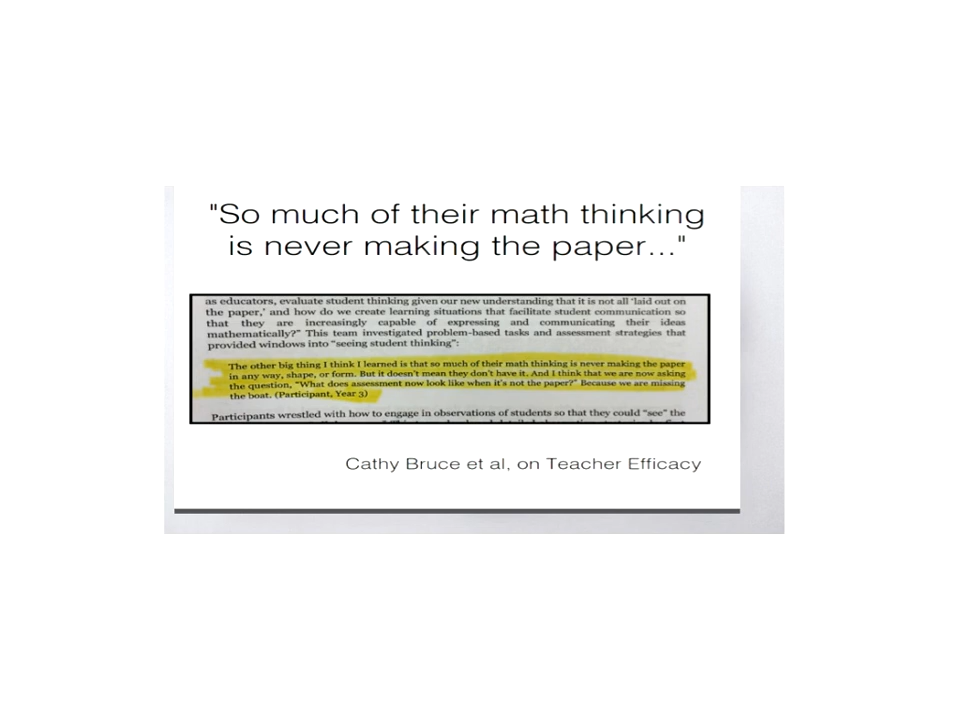 "So much of their math thinking
is never making the paper..."
as educators, evaluate student thinking given our new understanding that it is not all 'laid out on
the paper,' and how do we create learning situations that facilitate student communication so
that they are increasingly capable of expressing and communicating their ideas
mathematically?" This team investigated problem-based tasks and assessment strategies that
provided windows into "seeing student thinking":
The other big thing I think I learned is that so much of their math thinking is never making the paper
in any way, shape, or form. But it doesn't mean they don't have it. And I think that we are now asking
the question, "What does assessment now look like when it's not the paper?" Because we are missing
the boat. (Participant, Year 3)
Participants wrestled with how to engage in observations of students so that they could "see" the
Cathy Bruce et al, on Teacher Efficacy